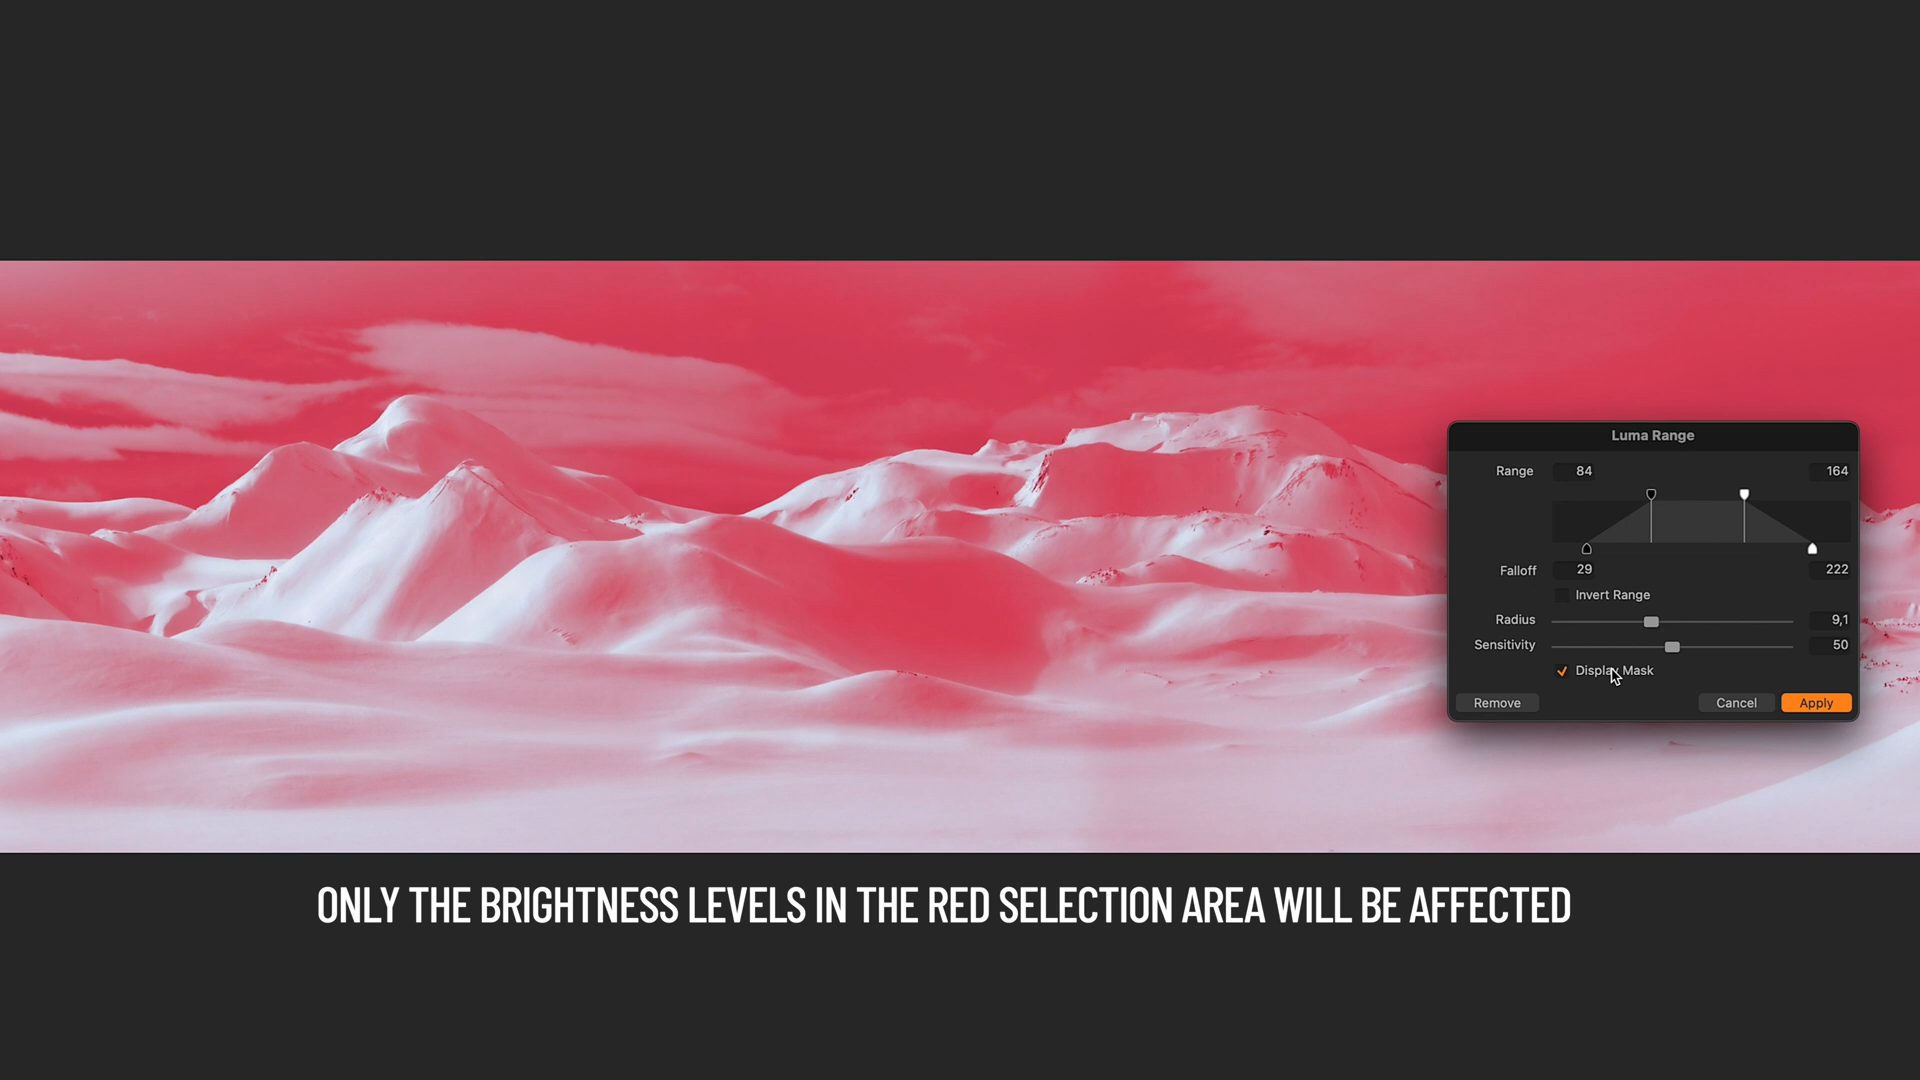 Luma Range
Range 84 164
Falloff 29 222
Invert Range
Radius 9,1
Sensitivity 50
Display Mask
Remove Cancel Apply
ONLY THE BRIGHTNESS LEVELS IN THE RED SELECTION AREA WILL BE AFFECTED